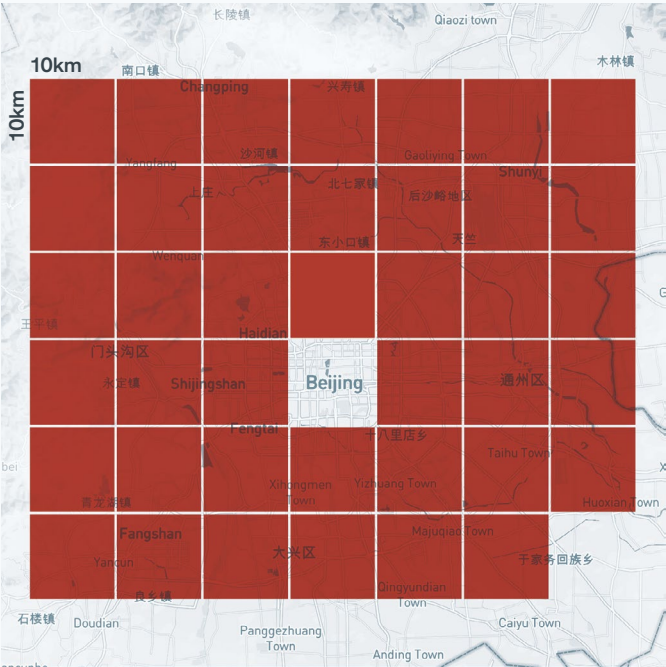 长陵镇
Qiaozi town
10km
南口镇
木林镇
10km
Changping
兴寿镇
沙河镇
Yangfang
Gaoliying Town
Shunyi
北七家镇
上庄
后沙峪地区
东小口镇
天竺
Wenquan
王平镇
Haidian
门头沟区
永定镇
Shijingshan
Beijing
通州区
Fengtai
十八里店乡
Taihu Town
bei
Xihongmen
Town
Yizhuang Town
青龙湖镇
Huoxian Town
Fangshan
大兴区
Majuqiao Town
于家务回族乡
Yancun
良乡镇
Qingyundian
Town
石楼镇
Doudian
Panggezhuang
Town
Caiyu Town
Anding Town